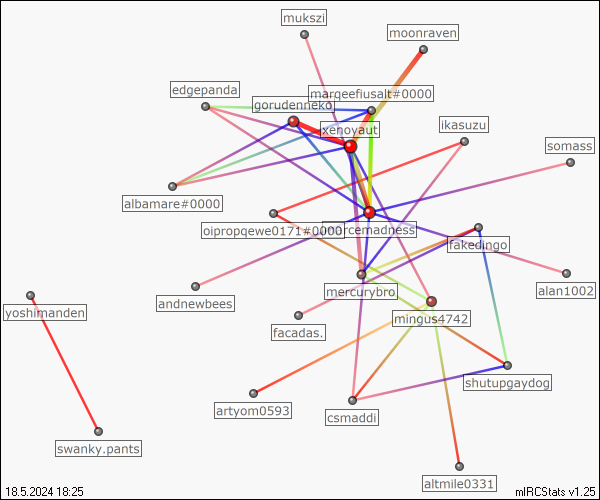 mukszi
moonraven
edgepanda
marqeefiusalt#0000
gorudenneko
xenoyaut
ikasuzu
somass
albamare#0000
oipropqewe0171#0000
orcemadness
fakedingo
mercurybro
alan1002
andnewbees
yoshimanden
facadas.
mingus4742
shutupgaydog
artyom0593
csmaddi
swanky.pants
altmile0331
18.5.2024 18:25
mIRCStats v1.25